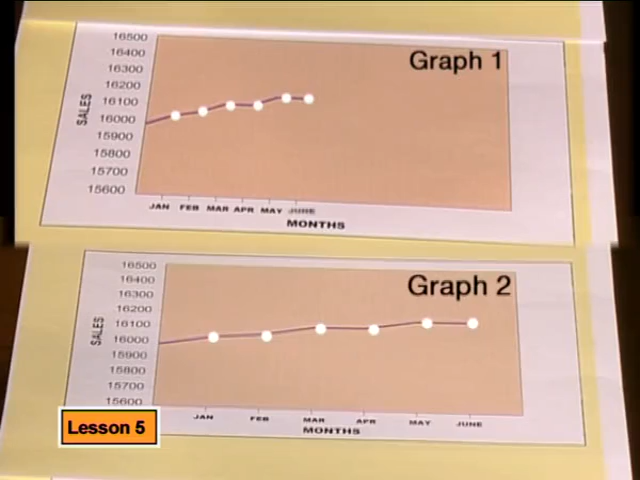 Graph 1
16500
16400
16300
16200
16100
16000
15900
15800
15700
15600
SALES
JAN FEB MAR APR MAY JUNE
MONTHS
Graph 2
16500
16400
16300
16200
16100
16000
15900
15800
15700
15600
SALES
JAN FEB MAR APR MAY JUNE
MONTHS
Lesson 5